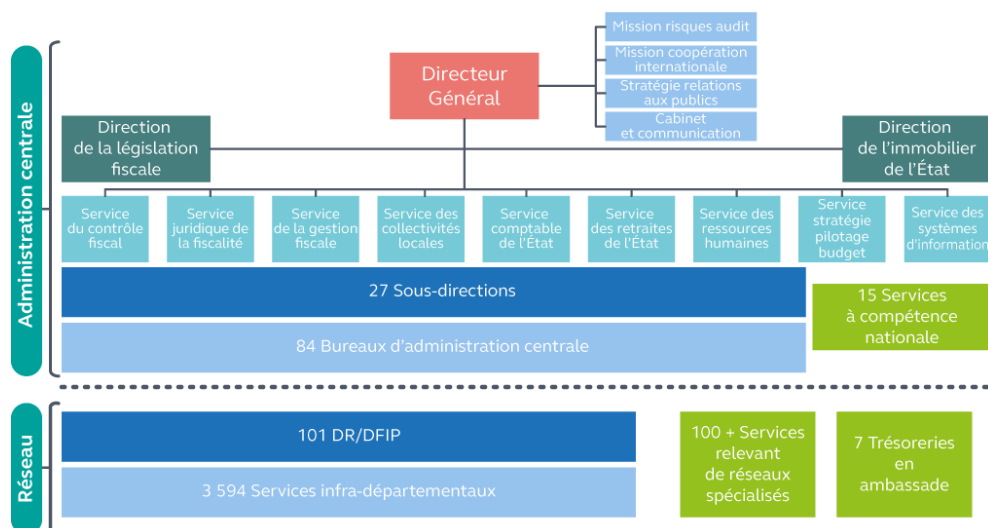 Administration centrale
Directeur
Général
Mission risques audit
Mission coopération
internationale
Stratégie relations
aux publics
Cabinet
et communication
Direction
de la législation
fiscale
Direction
de l'immobilier
de l'État
Service
du contrôle
fiscal
Service
juridique de
la fiscalité
Service
de la gestion
fiscale
Service des
collectivités
locales
Service
comptable
de l'État
Service
des retraites
de l'État
Service des
ressources
humaines
Service
stratégie
pilotage
budget
Service des
systèmes
d'information
27 Sous-directions
84 Bureaux d'administration centrale
15 Services
à compétence
nationale
Réseau
101 DR/DFIP
3 594 Services infra-départementaux
100 + Services
relevant
de réseaux
spécialisés
7 Trésoreries
en
ambassade